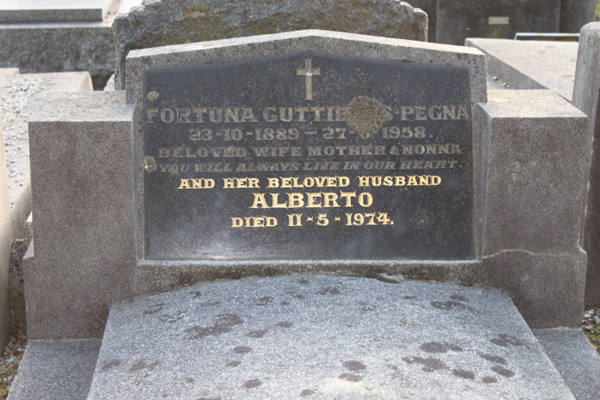 FORTUNA PEGNA
23-10-1889 - 27- -1958.
BELOVED WIFE MOTHER & NONNA
YOU WILL ALWAYS LIVE IN OUR HEART.
AND HER BELOVED HUSBAND
ALBERTO
DIED 11-5-1974.